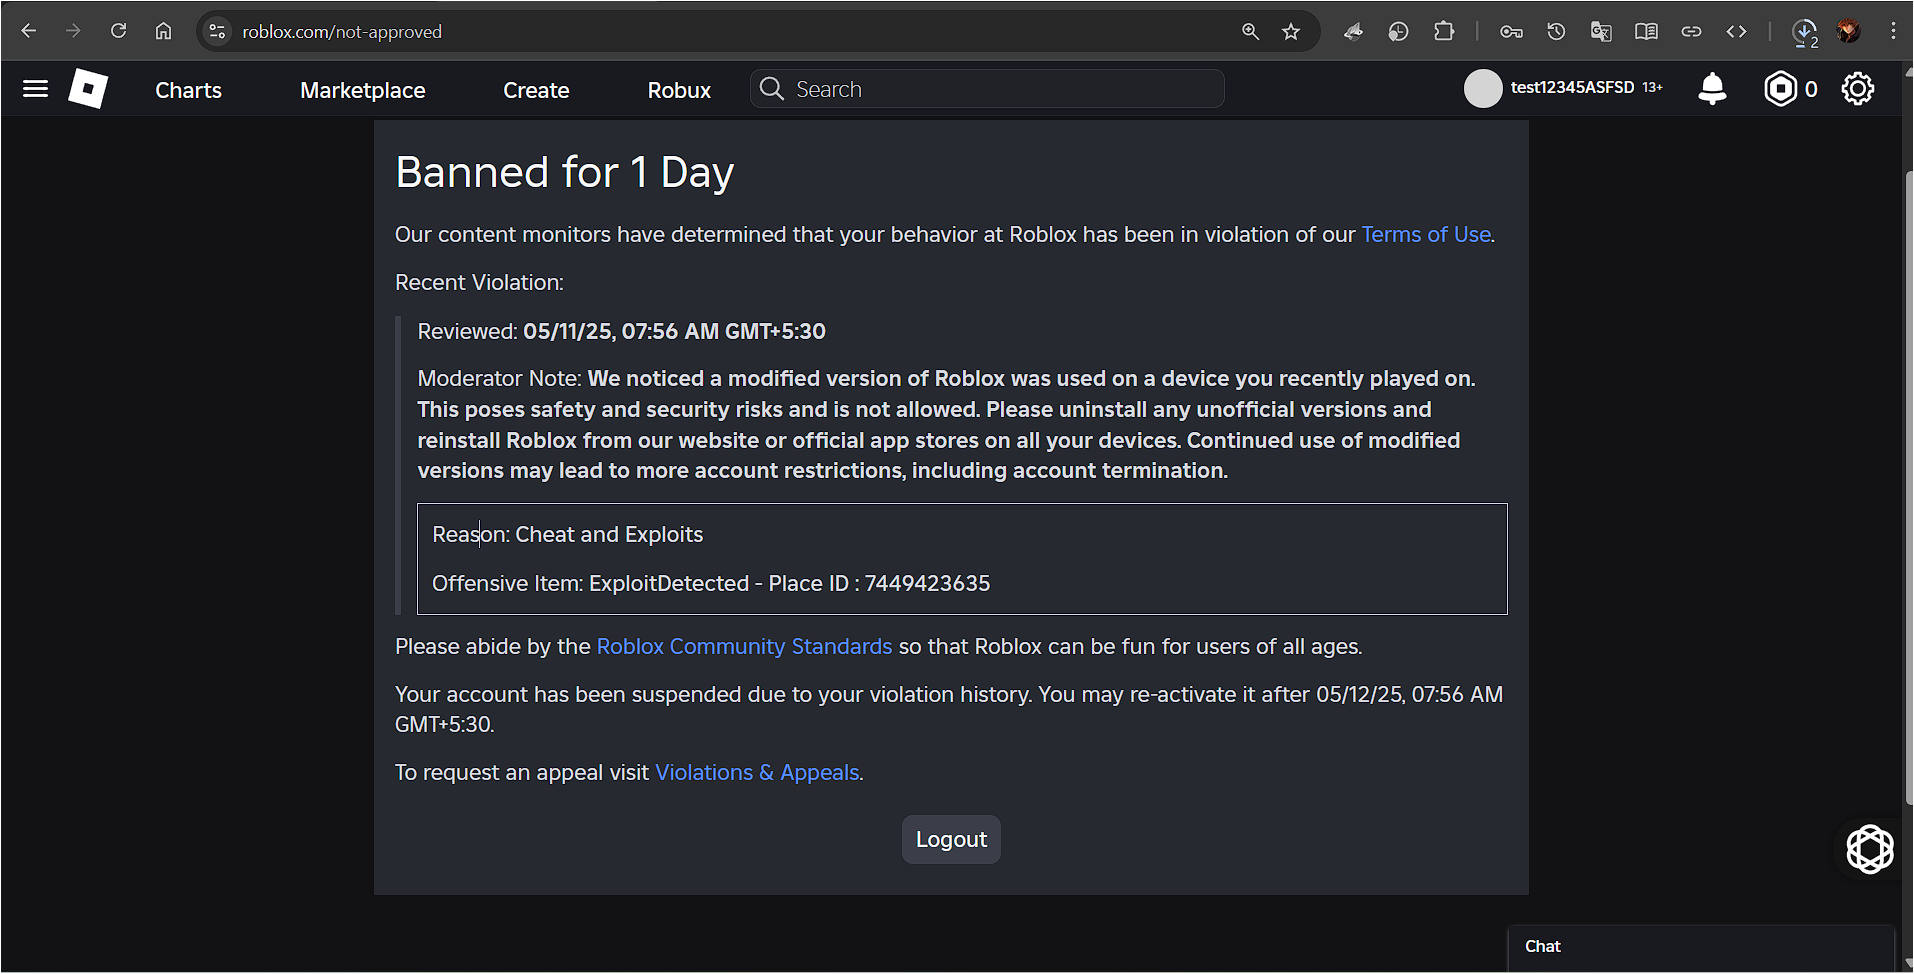 roblox.com/not-approved
2
Charts
Marketplace
Create
Robux
Search
test12345ASFSD 13+
0
Banned for 1 Day
Our content monitors have determined that your behavior at Roblox has been in violation of our Terms of Use.
Recent Violation:
Reviewed: 05/11/25, 07:56 AM GMT+5:30
Moderator Note: We noticed a modified version of Roblox was used on a device you recently played on.
This poses safety and security risks and is not allowed. Please uninstall any unofficial versions and
reinstall Roblox from our website or official app stores on all your devices. Continued use of modified
versions may lead to more account restrictions, including account termination.
Reason: Cheat and Exploits
Offensive Item: ExploitDetected - Place ID : 7449423635
Please abide by the Roblox Community Standards so that Roblox can be fun for users of all ages.
Your account has been suspended due to your violation history. You may re-activate it after 05/12/25, 07:56 AM
GMT+5:30.
To request an appeal visit Violations & Appeals.
Logout
Chat